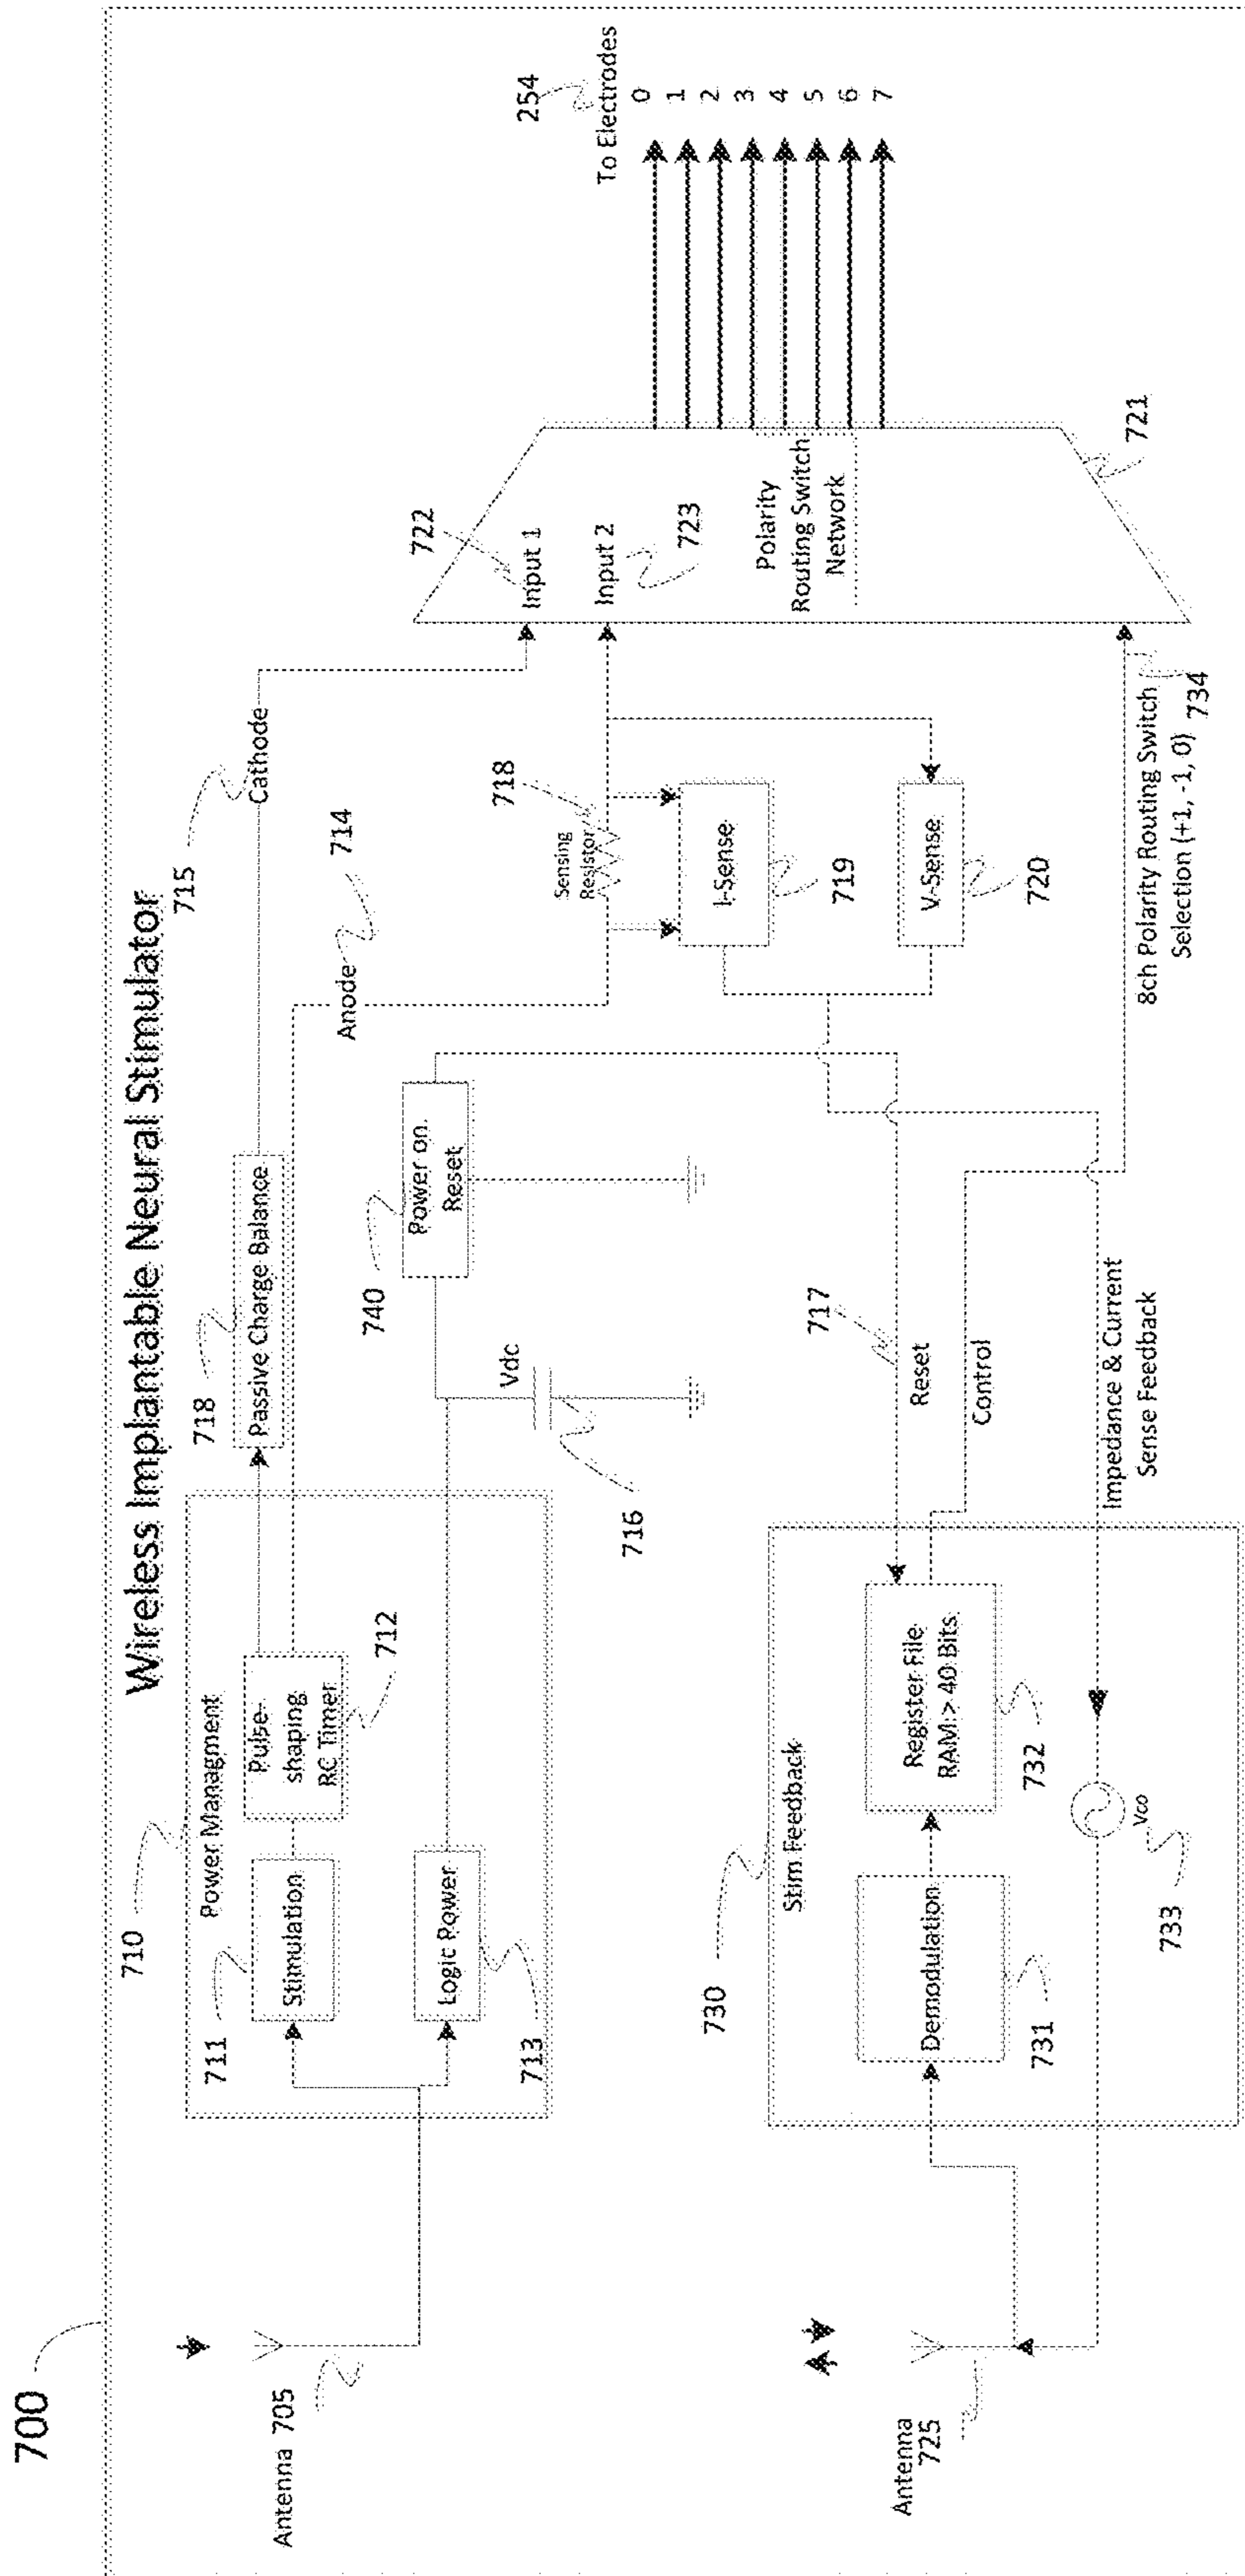 700
Wireless Implantable Neural Stimulator
Antenna 705
710
Power Managment
711
Stimulation
Pulse-
shaping
RC Timer
712
Logic Power
713
718
Passive Charge Balance
715
Cathode
Anode
714
740
Power on
Reset
Vdc
716
718
Sensing
Resistor
I-Sense
719
V-Sense
720
722
Input 1
Input 2
723
Polarity
Routing Switch
Network
721
254
To Electrodes
0
1
2
3
4
5
6
7
717
Reset
Control
Impedance & Current
Sense Feedback
8ch Polarity Routing Switch
Selection (+1, -1, 0)
734
Antenna
725
730
Stim Feedback
Demodulation
731
Register File
RAM:> 40 Bits
732
Vco
733